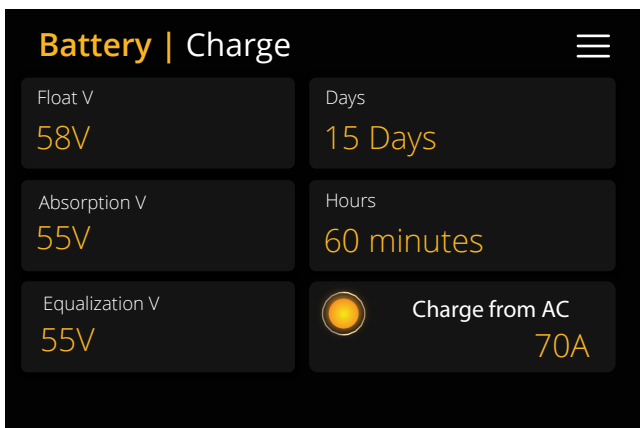 Battery | Charge
Float V
58V
Days
15 Days
Absorption V
55V
Hours
60 minutes
Equalization V
55V
Charge from AC
70A